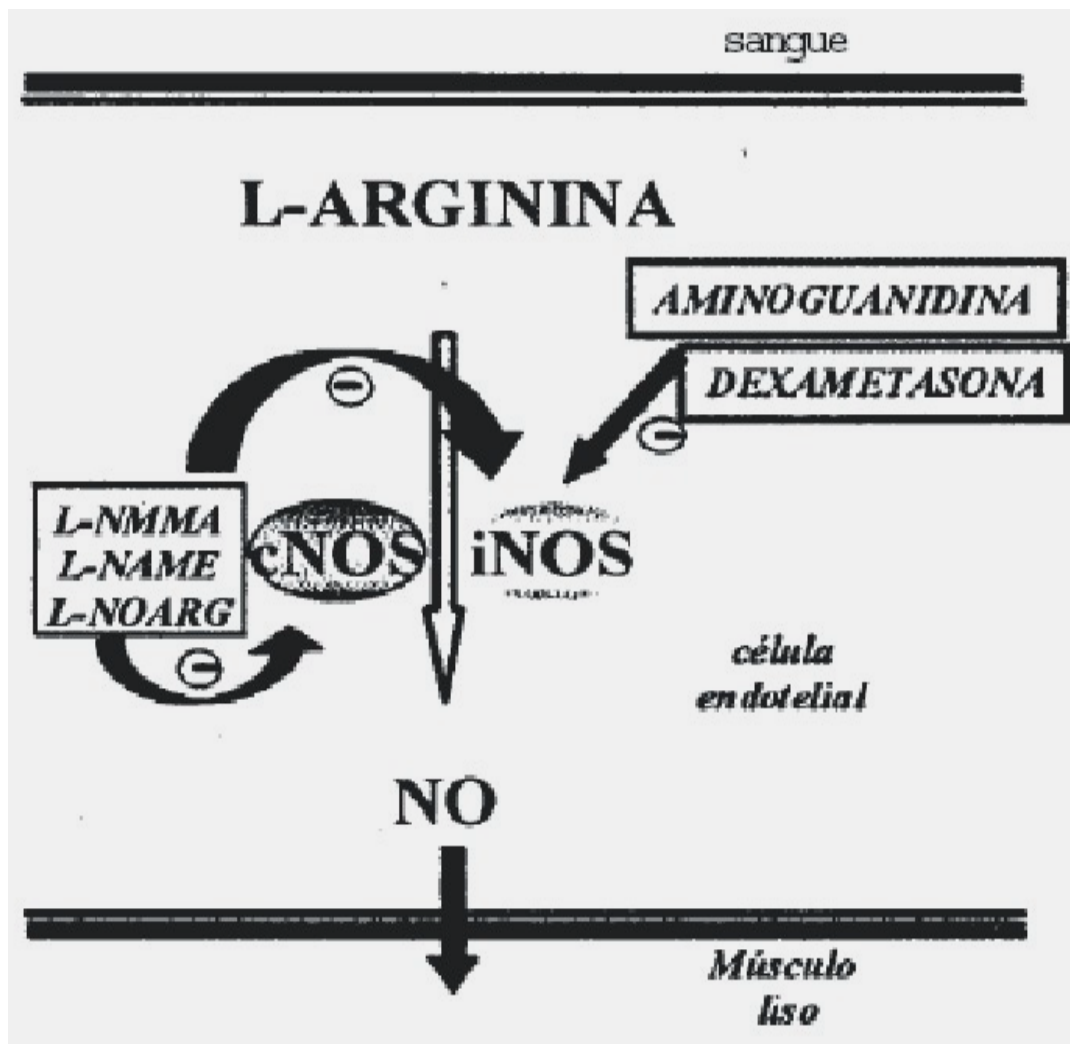 sangue
L-ARGININA
AMINOGUANIDINA
DEXAMETASONA
L-NMMA
L-NAME
L-NOARG
cNOS
iNOS
célula
endotelial
NO
Músculo
liso